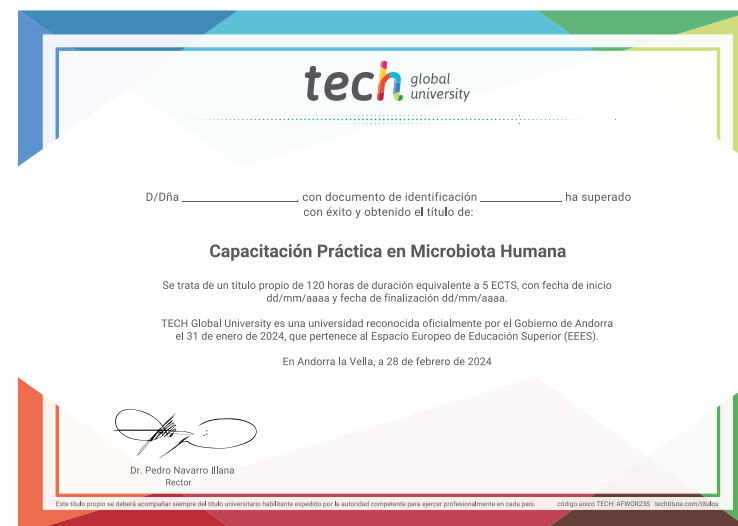 tech global university
D/Dña ____________________, con documento de identificación ______________ ha superado
con éxito y obtenido el título de:
Capacitación Práctica en Microbiota Humana
Se trata de un título propio de 120 horas de duración equivalente a 5 ECTS, con fecha de inicio
dd/mm/aaaa y fecha de finalización dd/mm/aaaa.
TECH Global University es una universidad reconocida oficialmente por el Gobierno de Andorra
el 31 de enero de 2024, que pertenece al Espacio Europeo de Educación Superior (EEES).
En Andorra la Vella, a 28 de febrero de 2024
Dr. Pedro Navarro Illana
Rector
Este título propio se deberá acompañar siempre del título universitario habilitante expedido por la autoridad competente para ejercer profesionalmente en cada país. código único TECH: AFWOR23S techtitute.com/titulos